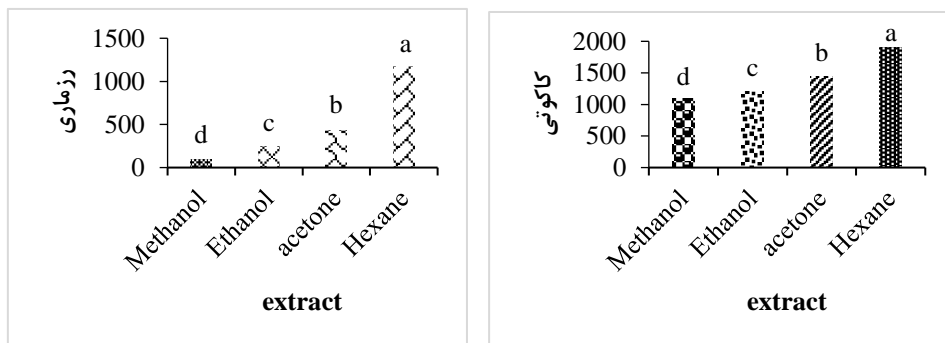 رزماری
1500
1000
500
0
d
c
b
a
Methanol
Ethanol
acetone
Hexane
extract
کاکوتی
2000
1500
1000
500
0
d
c
b
a
Methanol
Ethanol
acetone
Hexane
extract